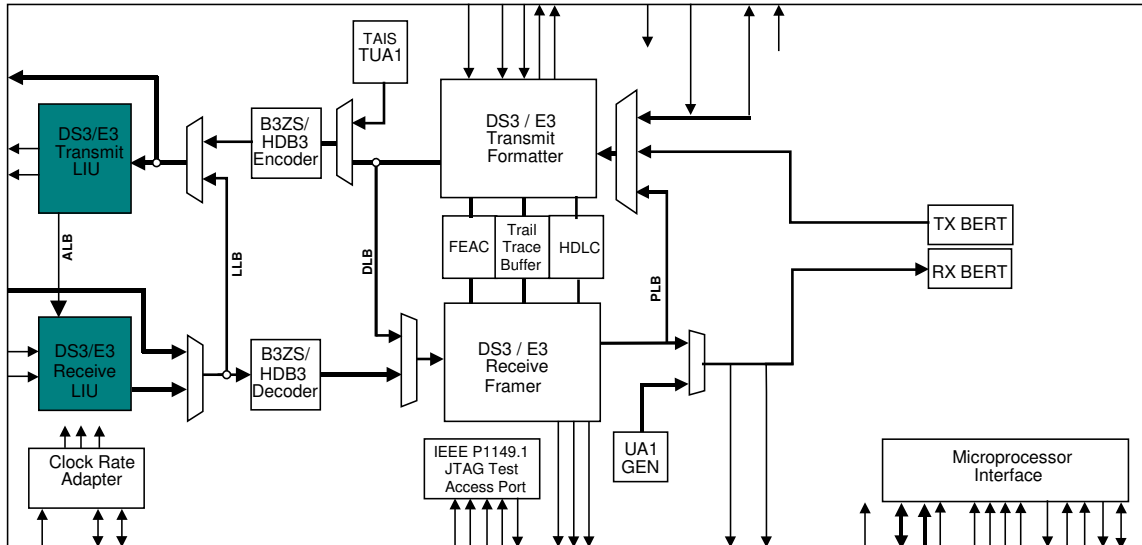 TAIS
TUA1
DS3/E3
Transmit
LIU
B3ZS/
HDB3
Encoder
DS3 / E3
Transmit
Formatter
ALB
LLB
DLB
FEAC
Trail
Trace
Buffer
HDLC
PLB
TX BERT
RX BERT
DS3/E3
Receive
LIU
B3ZS/
HDB3
Decoder
DS3 / E3
Receive
Framer
UA1
GEN
Clock Rate
Adapter
IEEE P1149.1
JTAG Test
Access Port
Microprocessor
Interface